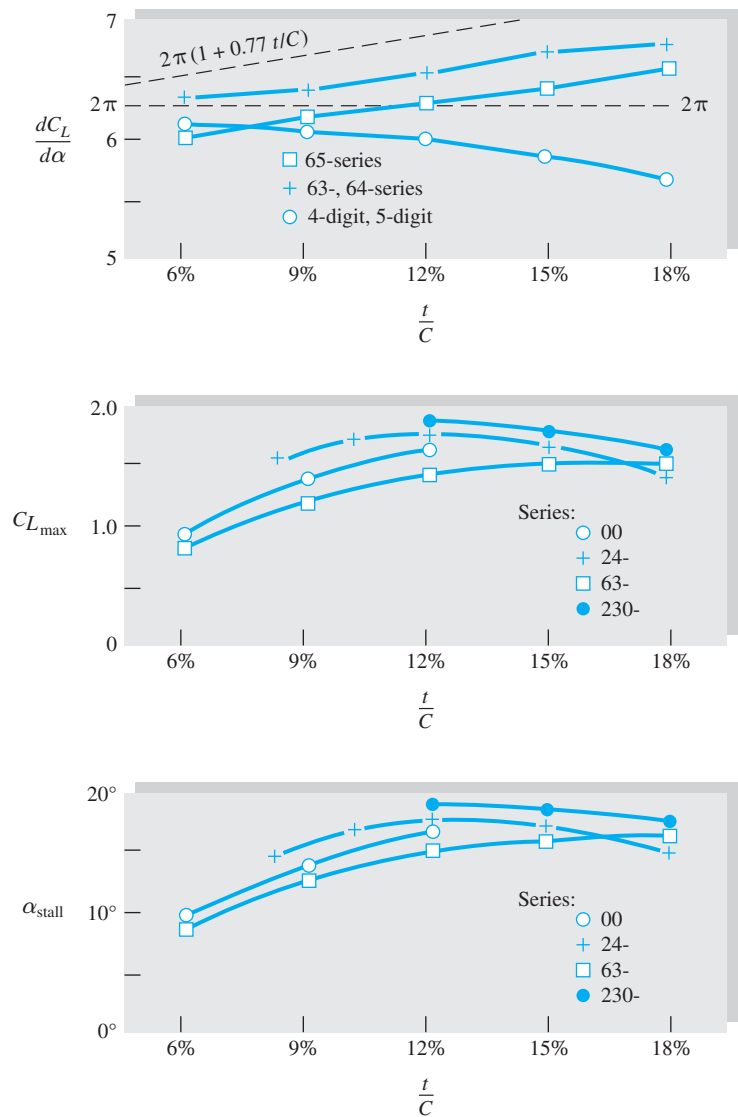 7
2π (1 + 0.77 t/C)
2π
2π
dC_L
dα
6
65-series
63-, 64-series
4-digit, 5-digit
5
6% 9% 12% 15% 18%
t
C
2.0
C_Lmax
1.0
Series:
00
24-
63-
230-
0
6% 9% 12% 15% 18%
t
C
20°
α_stall
10°
Series:
00
24-
63-
230-
0°
6% 9% 12% 15% 18%
t
C